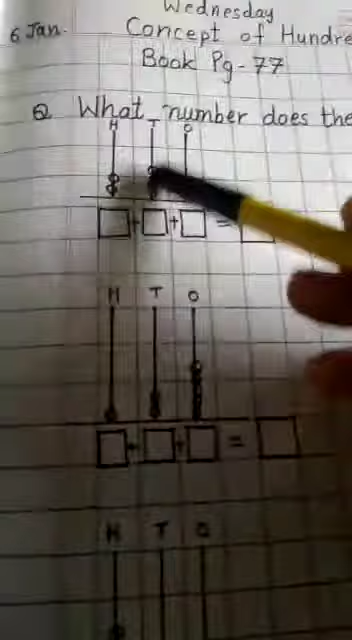 Wednesday
6 Jan.
Concept of Hundre
Book Pg - 77
Q What number does the
H T O
+ + =
H T O
+ + =
H T O